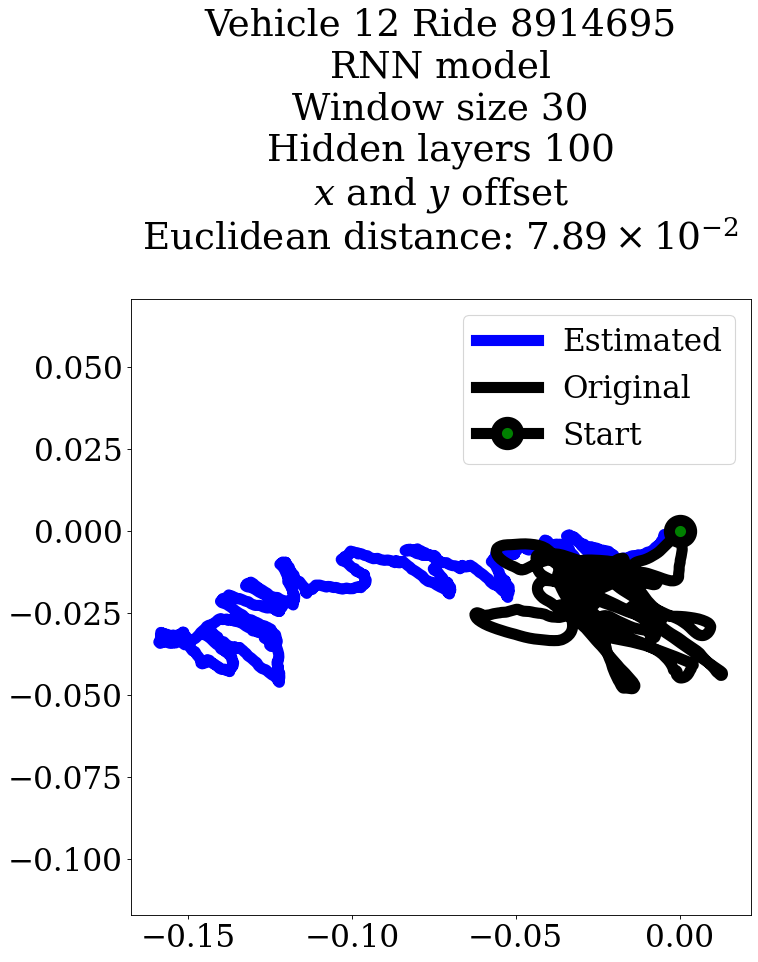 Vehicle 12 Ride 8914695
RNN model
Window size 30
Hidden layers 100
x and y offset
Euclidean distance: 7.89 × 10⁻²
Estimated
Original
Start
0.050
0.025
0.000
−0.025
−0.050
−0.075
−0.100
−0.15
−0.10
−0.05
0.00